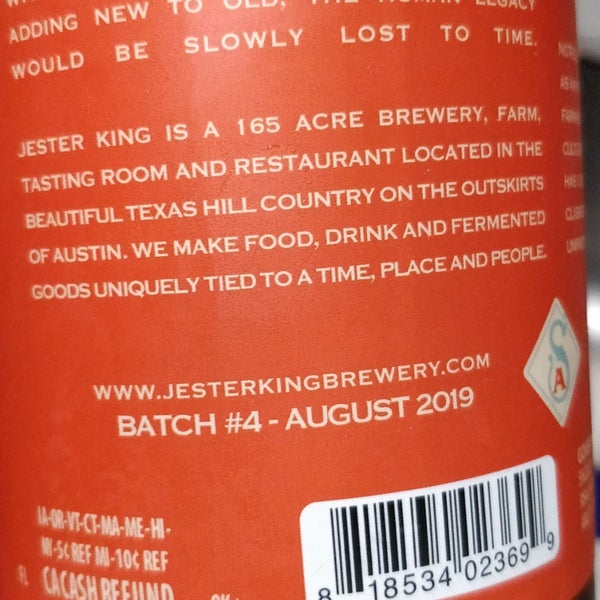 ADDING NEW TO OLD, THE HUMAN LEGACY
WOULD BE SLOWLY LOST TO TIME.
JESTER KING IS A 165 ACRE BREWERY, FARM,
TASTING ROOM AND RESTAURANT LOCATED IN THE
BEAUTIFUL TEXAS HILL COUNTRY ON THE OUTSKIRTS
OF AUSTIN. WE MAKE FOOD, DRINK AND FERMENTED
GOODS UNIQUELY TIED TO A TIME, PLACE AND PEOPLE.
WWW.JESTERKINGBREWERY.COM
BATCH #4 - AUGUST 2019
S
A
IA-OR-VT-CT-MA-ME-HI-
NY-5¢ REF MI-10¢ REF
CA CASH REFUND
8 18534 02369 9